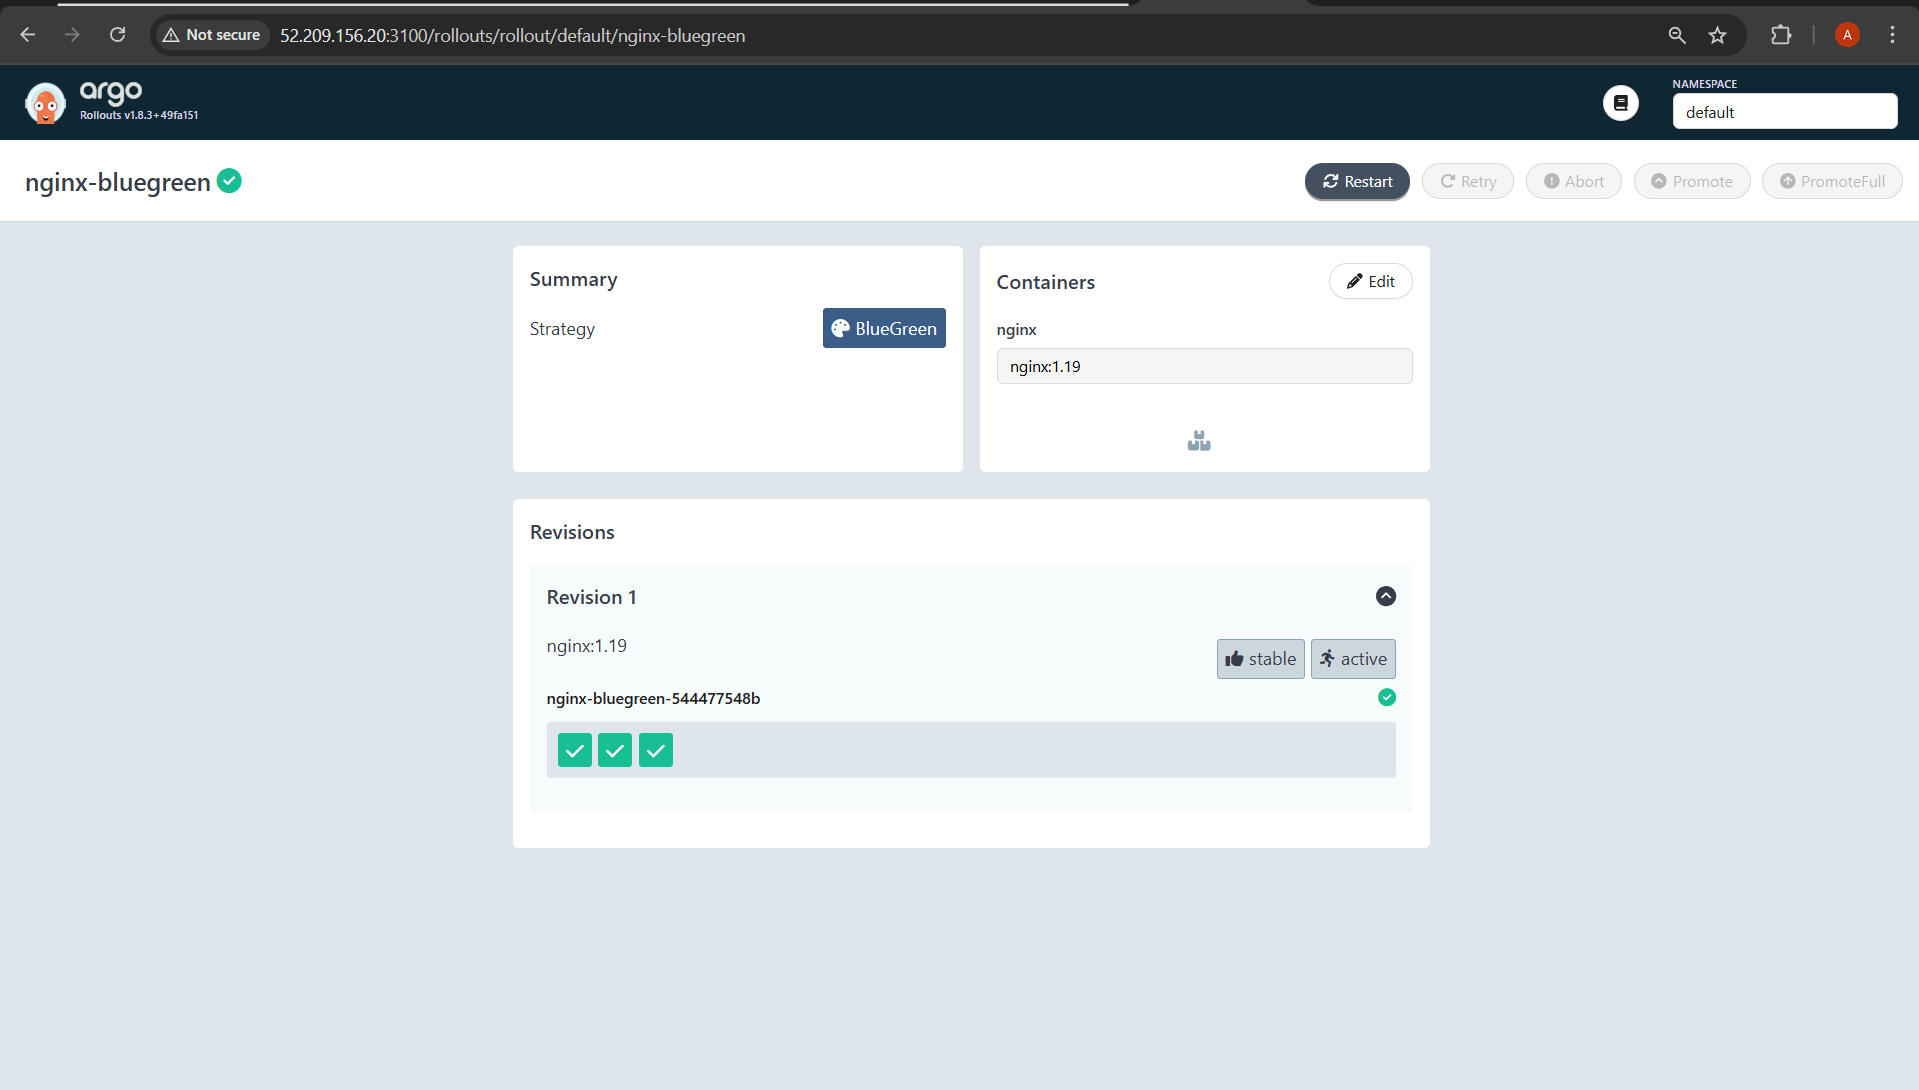 Not secure
52.209.156.20:3100/rollouts/rollout/default/nginx-bluegreen
A
argo
Rollouts v1.8.3+49fa151
NAMESPACE
default
nginx-bluegreen
Restart
Retry
Abort
Promote
PromoteFull
Summary
Strategy
BlueGreen
Containers
Edit
nginx
nginx:1.19
Revisions
Revision 1
nginx:1.19
stable
active
nginx-bluegreen-544477548b